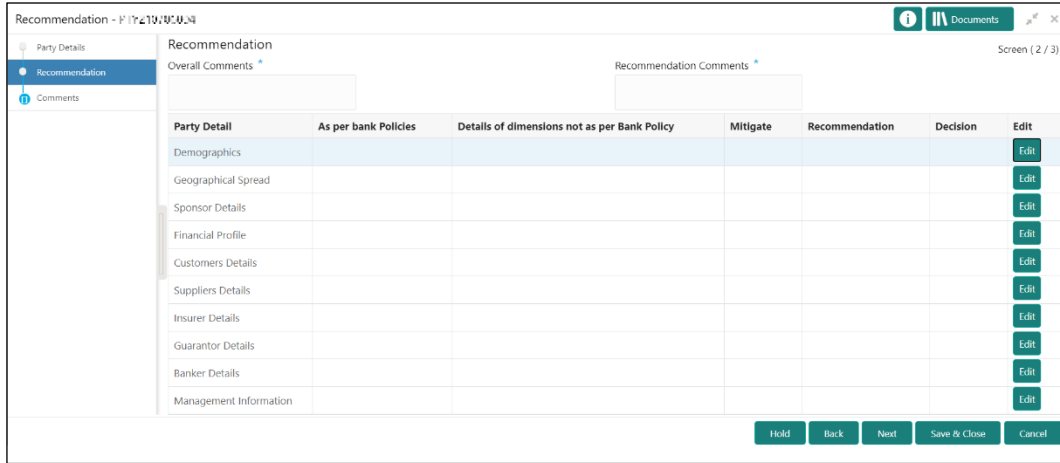 Recommendation -
Documents
Party Details
Recommendation
Comments
Recommendation
Screen ( 2 / 3)
Overall Comments *
Recommendation Comments *
Party Detail As per bank Policies Details of dimensions not as per Bank Policy Mitigate Recommendation Decision Edit
Demographics Edit
Geographical Spread Edit
Sponsor Details Edit
Financial Profile Edit
Customers Details Edit
Suppliers Details Edit
Insurer Details Edit
Guarantor Details Edit
Banker Details Edit
Management Information Edit
Hold Back Next Save & Close Cancel